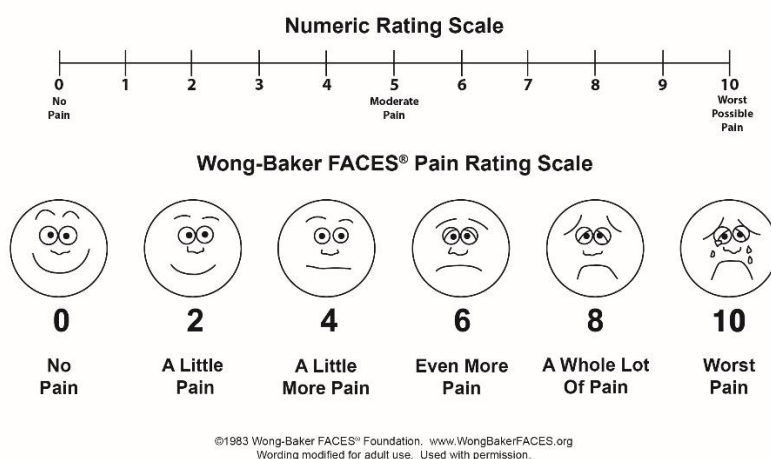 Numeric Rating Scale
0 1 2 3 4 5 6 7 8 9 10
No Moderate Worst
Pain Pain Possible
Pain
Wong-Baker FACES® Pain Rating Scale
0 2 4 6 8 10
No A Little A Little Even More A Whole Lot Worst
Pain Pain More Pain Pain Of Pain Pain
©1983 Wong-Baker FACES® Foundation. www.WongBakerFACES.org
Wording modified for adult use. Used with permission.